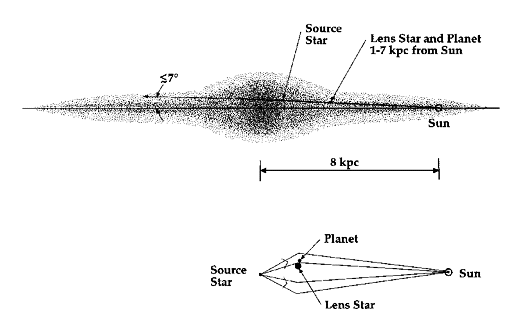 Source
Star
Lens Star and Planet
1-7 kpc from Sun
≲7°
Sun
8 kpc
Planet
Source
Star
Sun
Lens Star